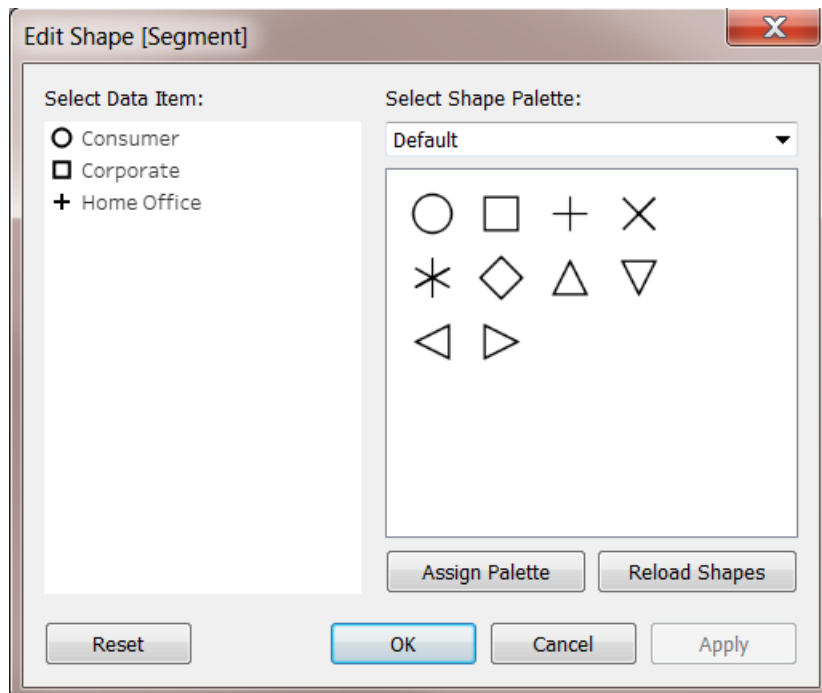 Edit Shape [Segment]
Select Data Item:
Consumer
Corporate
Home Office
Select Shape Palette:
Default
Assign Palette
Reload Shapes
Reset
OK
Cancel
Apply